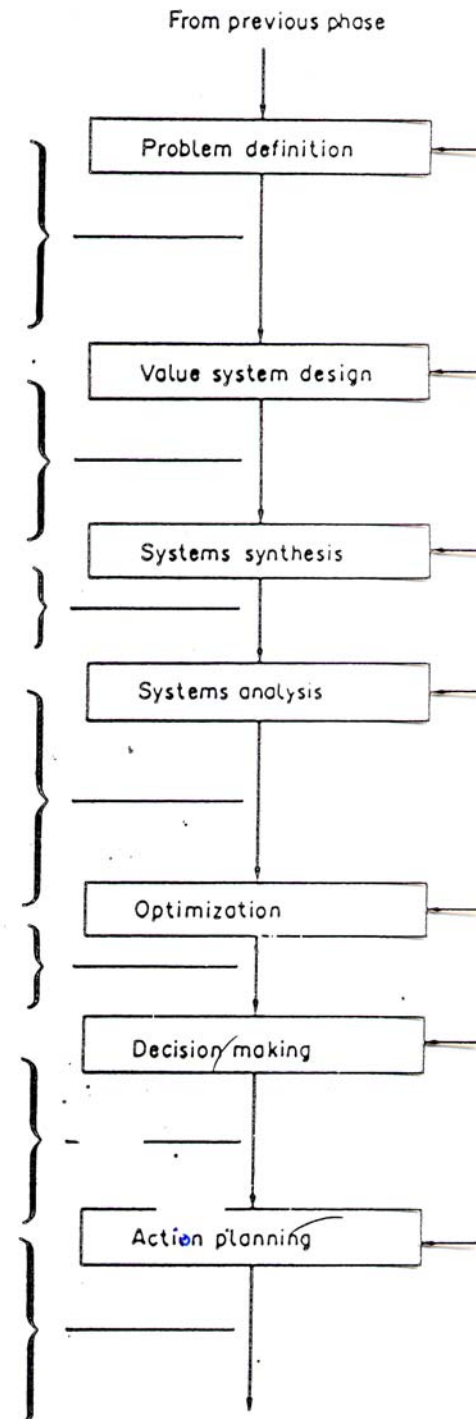 From previous phase
Problem definition
Value system design
Systems synthesis
Systems analysis
Optimization
Decision making
Action planning